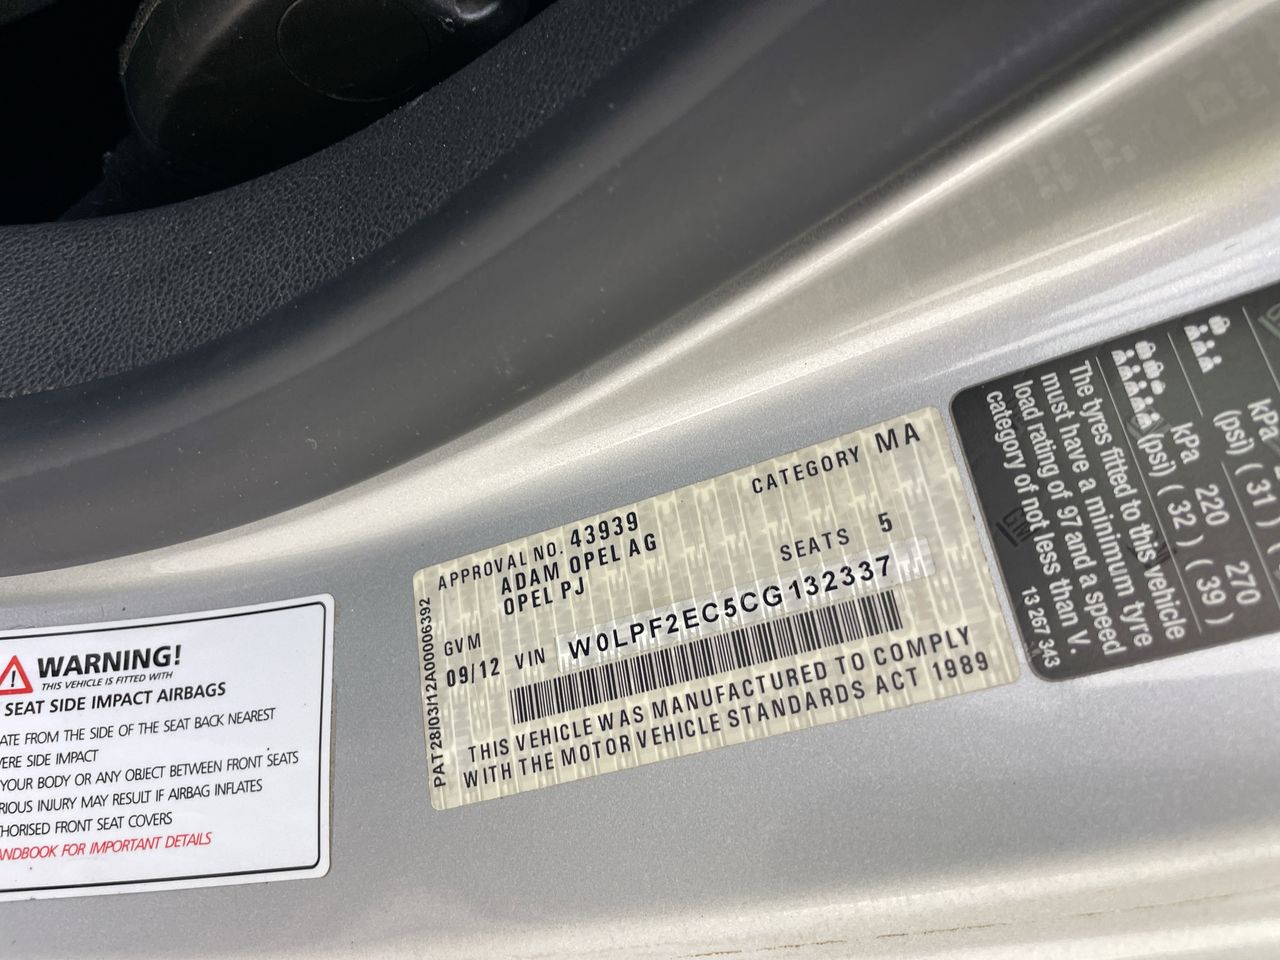 WARNING!
THIS VEHICLE IS FITTED WITH
SEAT SIDE IMPACT AIRBAGS
ATE FROM THE SIDE OF THE SEAT BACK NEAREST
ERE SIDE IMPACT
YOUR BODY OR ANY OBJECT BETWEEN FRONT SEATS
RIOUS INJURY MAY RESULT IF AIRBAG INFLATES
HORISED FRONT SEAT COVERS
ANDBOOK FOR IMPORTANT DETAILS
PAT28/03/12A00006392
APPROVAL NO. 43939 CATEGORY MA
ADAM OPEL AG
OPEL PJ SEATS 5
GVM
09/12 VIN W0LPF2EC5CG132337
THIS VEHICLE WAS MANUFACTURED TO COMPLY
WITH THE MOTOR VEHICLE STANDARDS ACT 1989
kPa
(psi) ( 31 )
kPa 220 270
(psi) ( 32 ) ( 39 )
The tyres fitted to this vehicle
must have a minimum tyre
load rating of 97 and a speed
category of not less than V.
13 267 343
GM